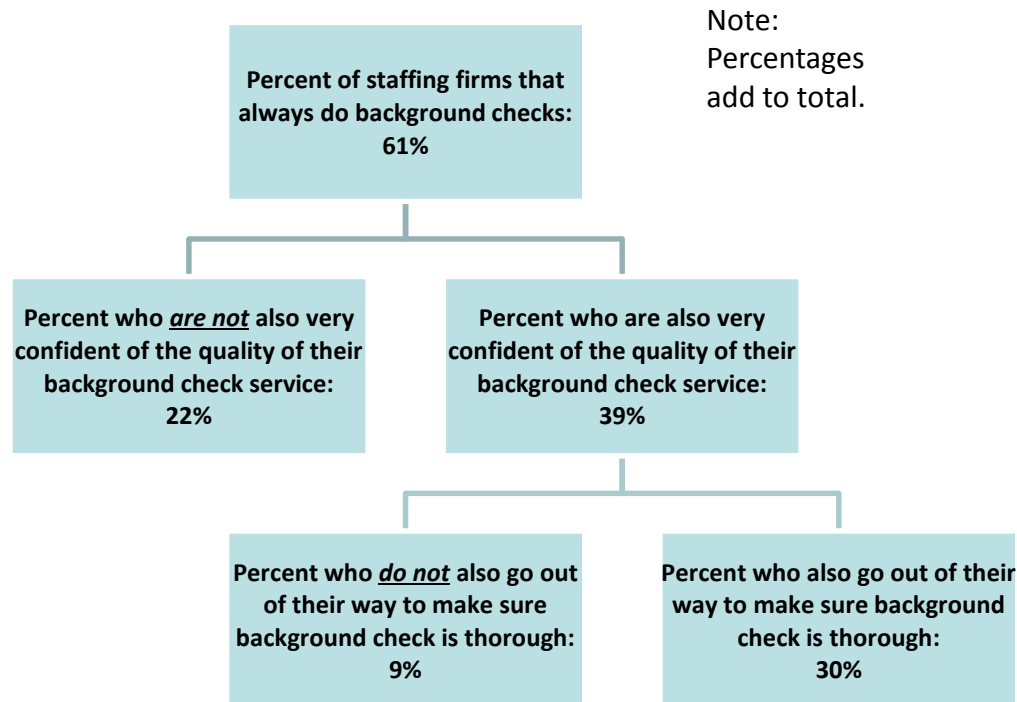 Note:
Percentages
add to total.
Percent of staffing firms that
always do background checks:
61%
Percent who are not also very
confident of the quality of their
background check service:
22%
Percent who are also very
confident of the quality of their
background check service:
39%
Percent who do not also go out
of their way to make sure
background check is thorough:
9%
Percent who also go out of their
way to make sure background
check is thorough:
30%